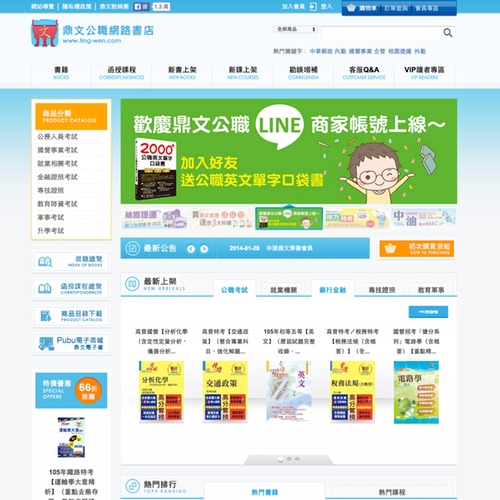 網站導覽 | 隱私權政策 | 鼎文粉絲團
讚 1.3 萬
登入 or 加入會員
購物車 | 訂單查詢 | 會員專區
鼎文公職網路書店
www.ting-wen.com
熱門關鍵字： 中華郵政 內勤 國營事業 企管 桃園捷運 外勤
書籍 函授課程 新書上架 新課上架 勘誤增補 客服Q&A VIP讀者專區
BOOKS CORRESPONDENCES NEW BOOKS NEW COURSES CORRIGENDA CUSTOMER SERVICE VIP READERS
商品分類
PRODUCT CATALOG
公務人員考試
國營事業考試
就業相關考試
金融證照考試
專技證照
教育師資考試
軍事考試
升學考試
歡慶鼎文公職 LINE 商家帳號上線～
2000+
公職英文單字
口袋書
加入好友
送公職英文單字口袋書
最新公告
2014-01-28 申請鼎文榮譽會員
初次購買須知
HOW TO PURCHASE
書籍總覽
INDEX OF BOOKS
函授課程總覽
CORRESPONDENCES
商品目錄下載
PRODUCT CATALOG
Pubu電子書城
鼎文電子書
最新上架
NEW ARRIVALS
公職考試 就業機關 銀行金融 專技證照 教育軍事
more
高普國營【分析化學
（含定性定量分析、
儀器分析...
高普特考【交通政
策】（整合專業科
目，強化解題...
105年初等五等【英
文】（歷屆試題完
整收錄，...
高普特考／稅務特考
【稅務法規（含概
要）】（全...
國營招考「搶分系
列」電路學（含概
要）【重點精...
分析化學
交通政策
英文
稅務法規
電路學
特價優惠
SPECIAL OFFERS
66折
換購
105年鐵路特考
【運輸學大意精
析】（重點去蕪存
熱門排行
TOP8 RANKING
熱門書籍 熱門課程